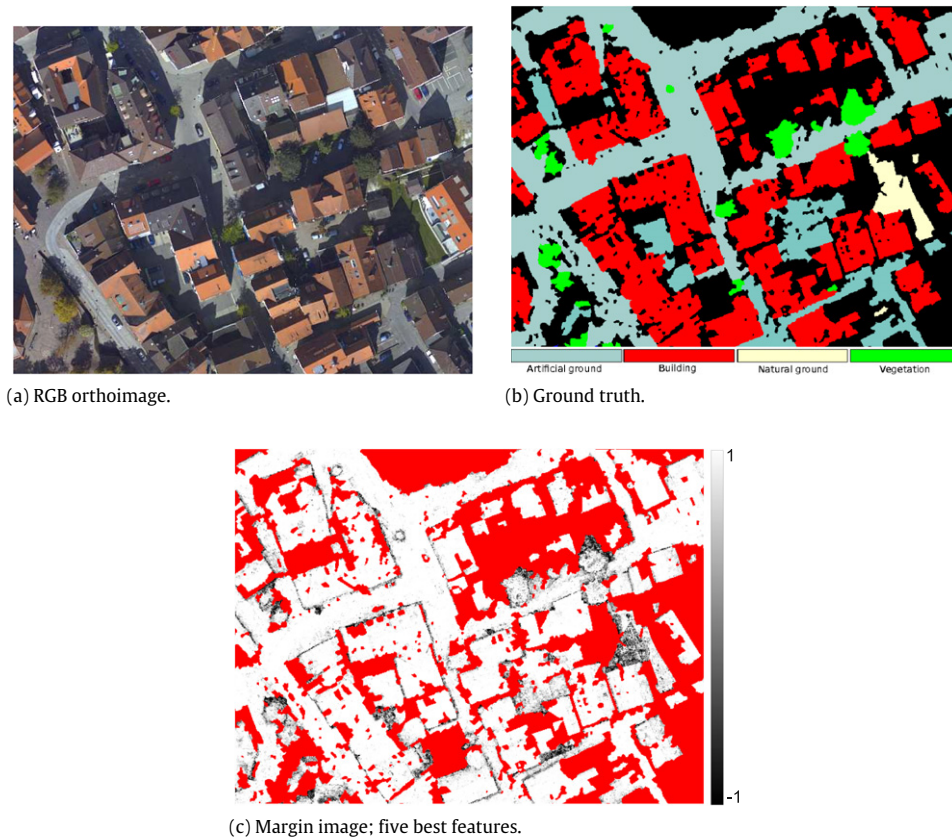 (a) RGB orthoimage.
Artificial ground Building Natural ground Vegetation
(b) Ground truth.
1
-1
(c) Margin image; five best features.